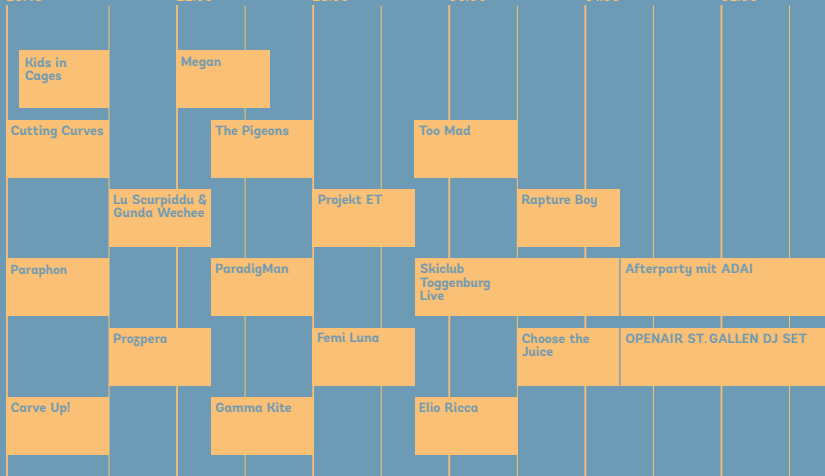 Kids in
Cages
Megan
Cutting Curves
The Pigeons
Too Mad
Lu Scurpiddu &
Gunda Wechee
Projekt ET
Rapture Boy
Paraphon
ParadigMan
Skiclub
Toggenburg
Live
Afterparty mit ADAI
Prozpera
Femi Luna
Choose the
Juice
OPENAIR ST. GALLEN DJ SET
Carve Up!
Gamma Kite
Elio Ricca